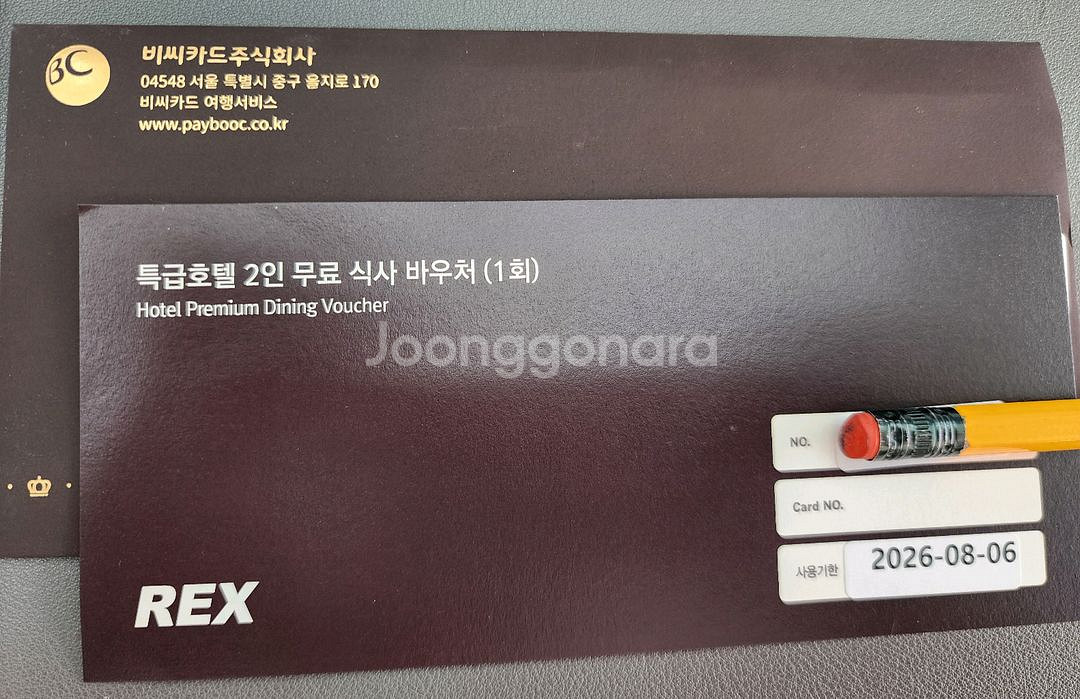 BC
비씨카드주식회사
04548 서울 특별시 중구 을지로 170
비씨카드 여행서비스
www.paybooc.co.kr
특급호텔 2인 무료 식사 바우처 (1회)
Hotel Premium Dining Voucher
Joonggonara
NO.
Card NO.
사용기한 2026-08-06
REX